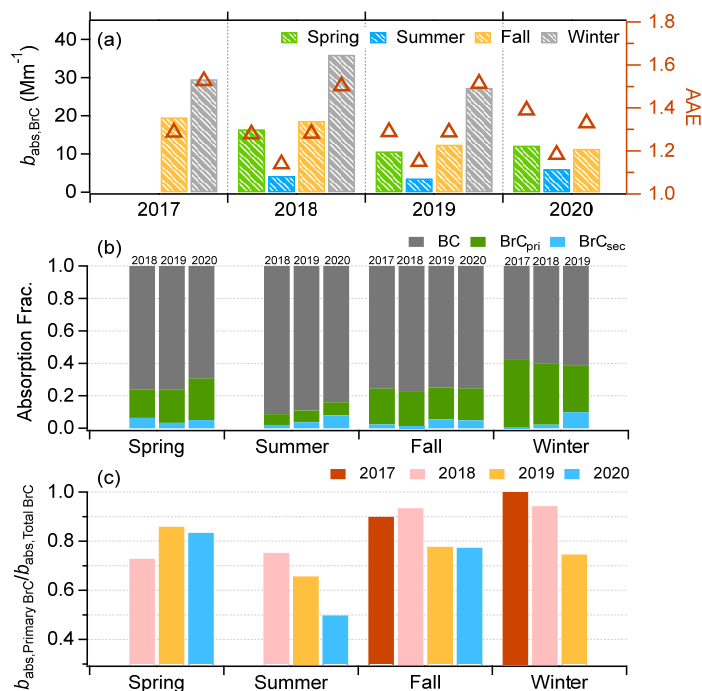 (a)
Spring Summer Fall Winter
b_abs,BrC (Mm⁻¹)
40
30
20
10
0
1.8
1.6
1.4
1.2
1.0
AAE
2017 2018 2019 2020
(b)
BC BrC_pri BrC_sec
Absorption Frac.
1.0
0.8
0.6
0.4
0.2
0.0
2018 2019 2020 2018 2019 2020 2017 2018 2019 2020 2017 2018 2019
Spring Summer Fall Winter
(c)
2017 2018 2019 2020
b_abs,Primary BrC/b_abs,Total BrC
1.0
0.8
0.6
0.4
Spring Summer Fall Winter